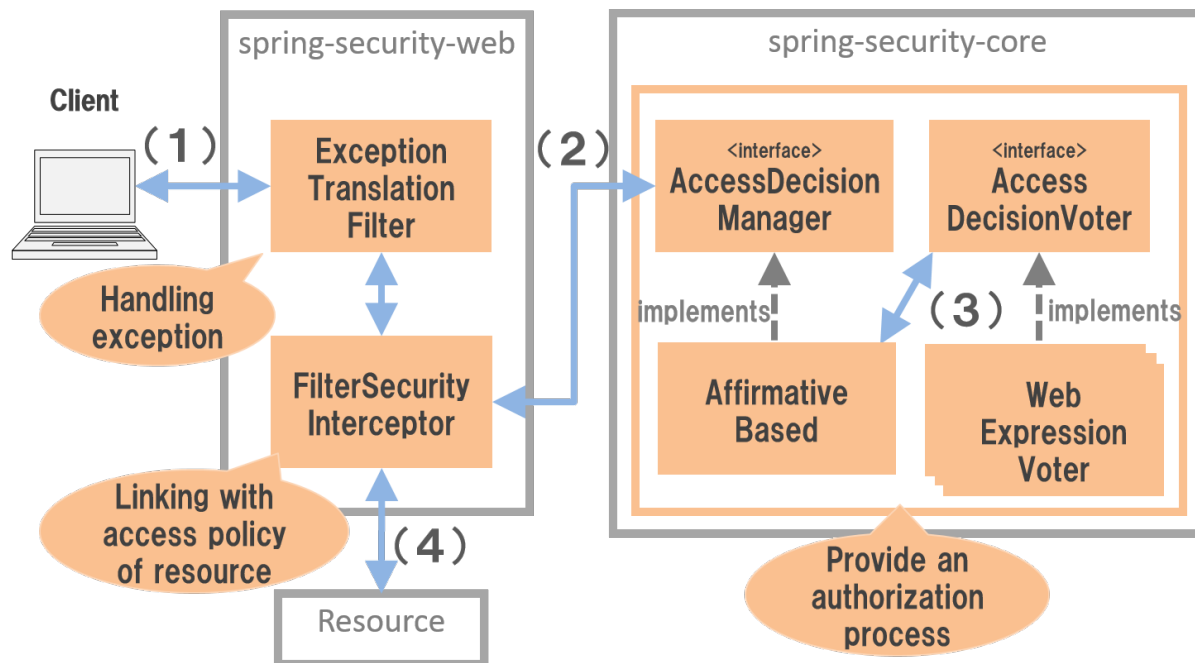 spring-security-web
spring-security-core
Client
(1)
Exception
Translation
Filter
(2)
<interface>
AccessDecision
Manager
<interface>
Access
DecisionVoter
Handling
exception
implements
(3)
implements
FilterSecurity
Interceptor
Affirmative
Based
Web
Expression
Voter
Linking with
access policy
of resource
(4)
Provide an
authorization
process
Resource